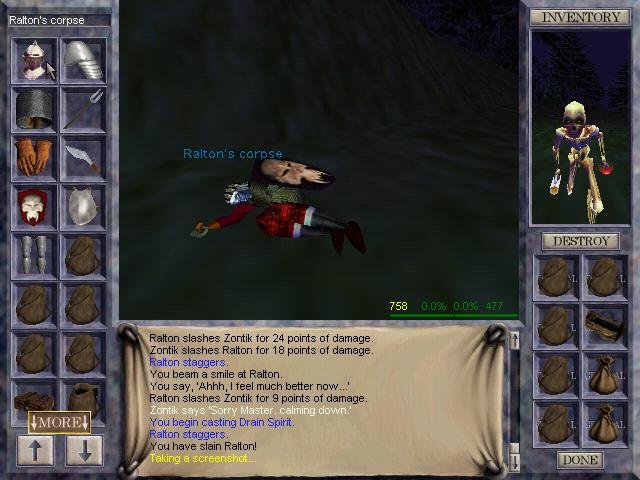 Ralton's corpse
INVENTORY
Ralton's corpse
DESTROY
758 0.0% 0.0% 477
Ralton slashes Zontik for 24 points of damage.
Zontik slashes Ralton for 18 points of damage.
Ralton staggers.
You beam a smile at Ralton.
You say, 'Ahhh, I feel much better now...'
Ralton slashes Zontik for 9 points of damage.
Zontik says 'Sorry Master..calming down.'
You begin casting Drain Spirit.
Ralton staggers.
You have slain Ralton!
Taking a screenshot...
MORE
DONE